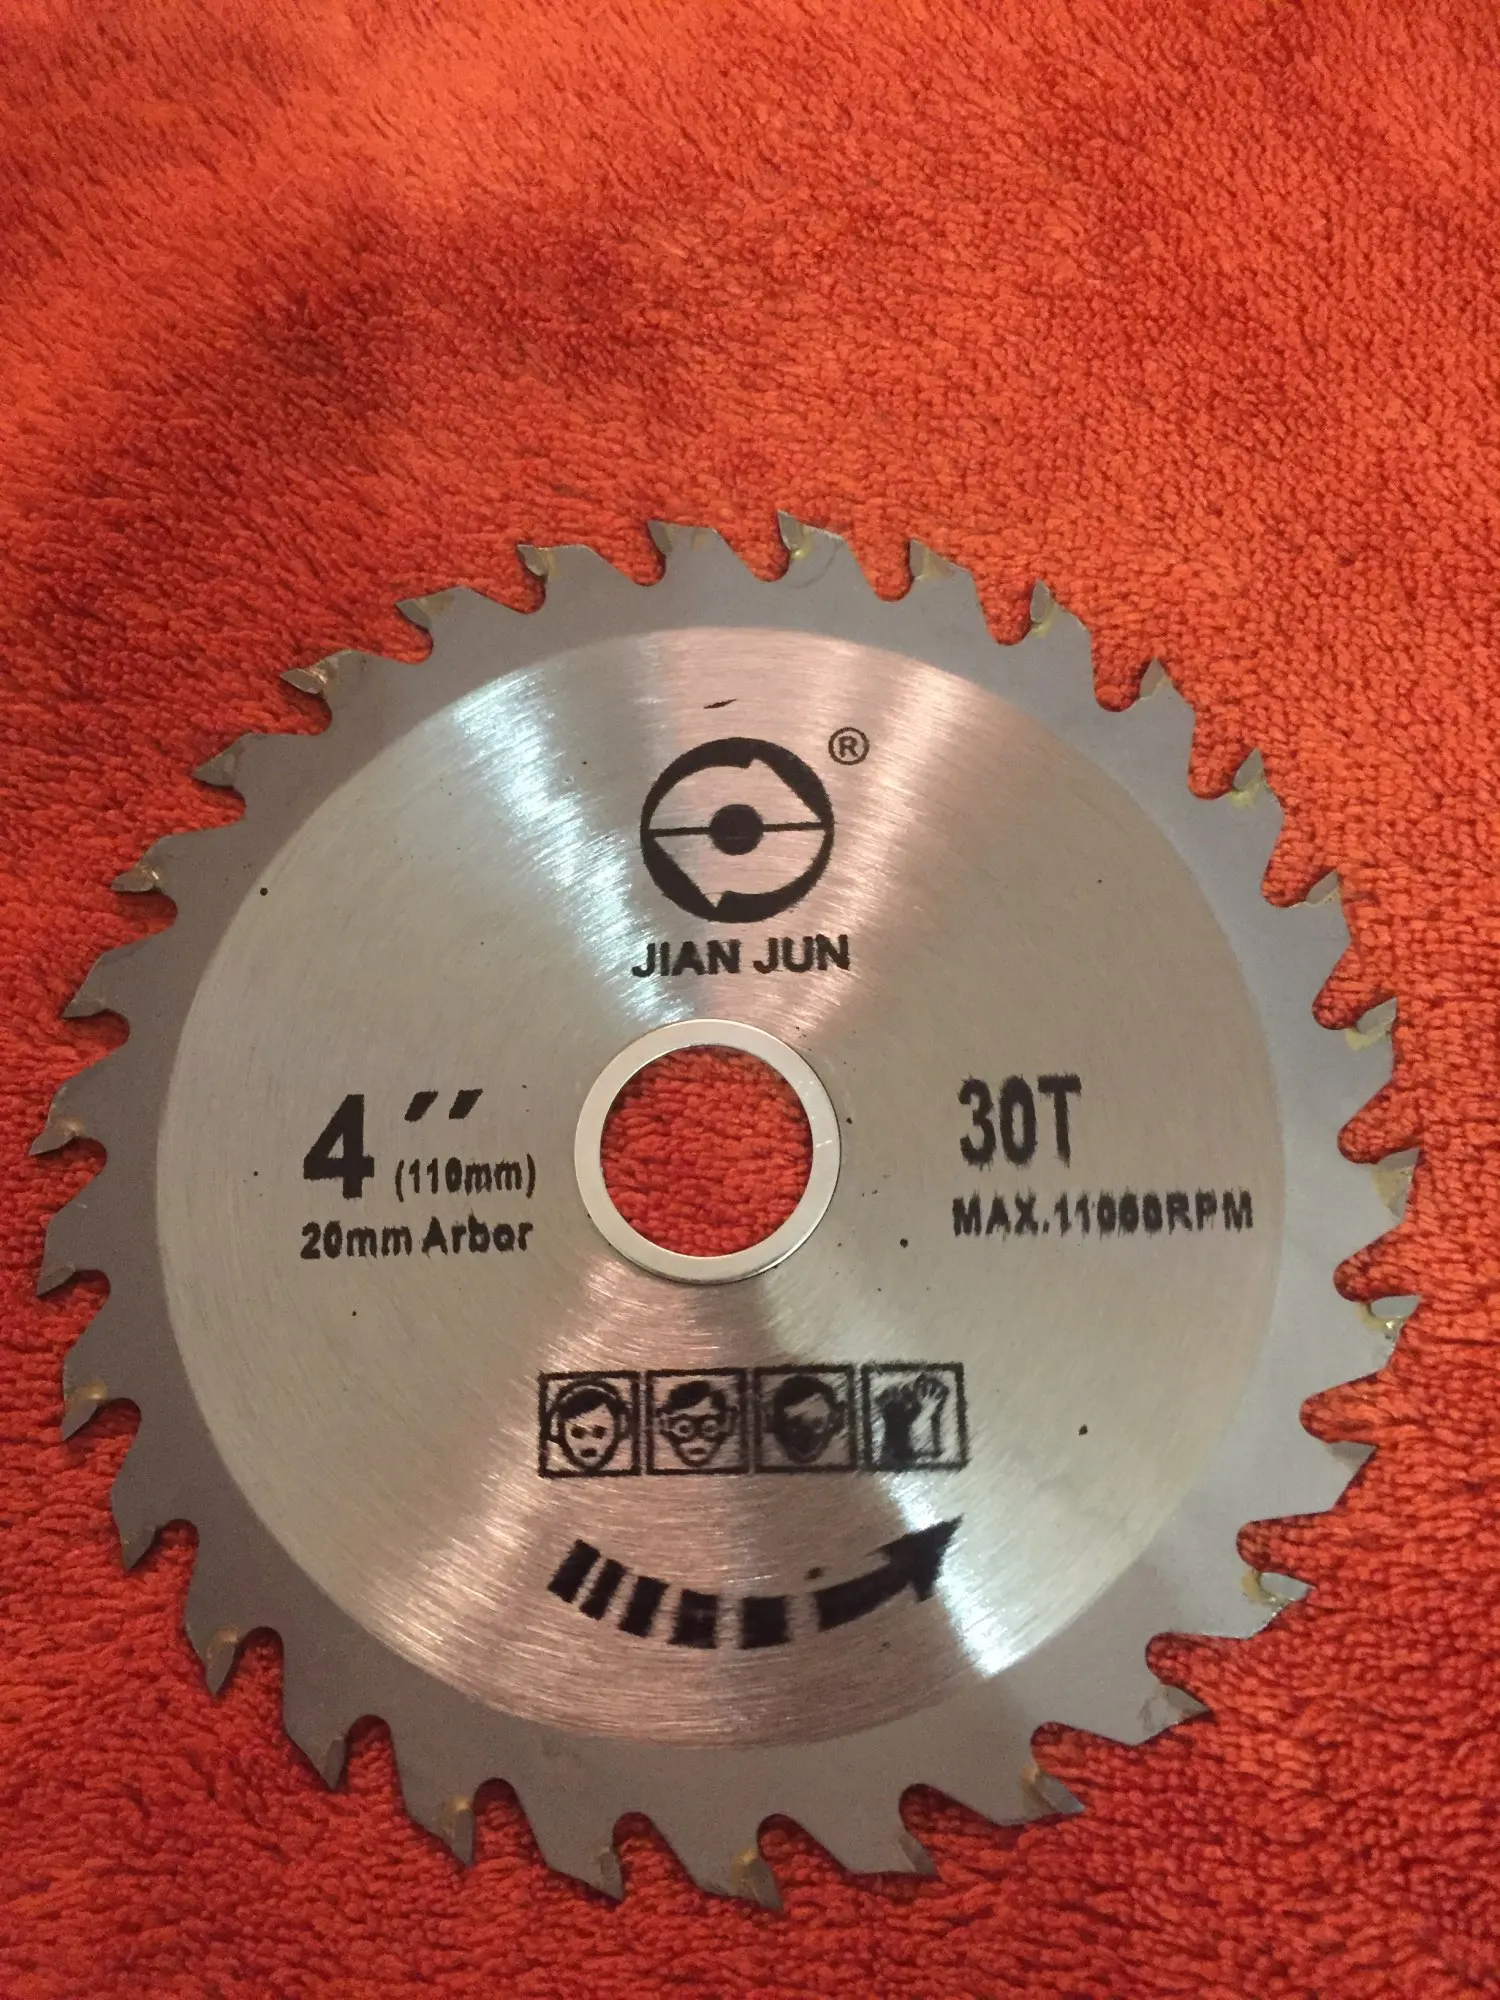 ®
JIAN JUN
4"
(110mm)
20mm Arbor
30T
MAX.11000RPM